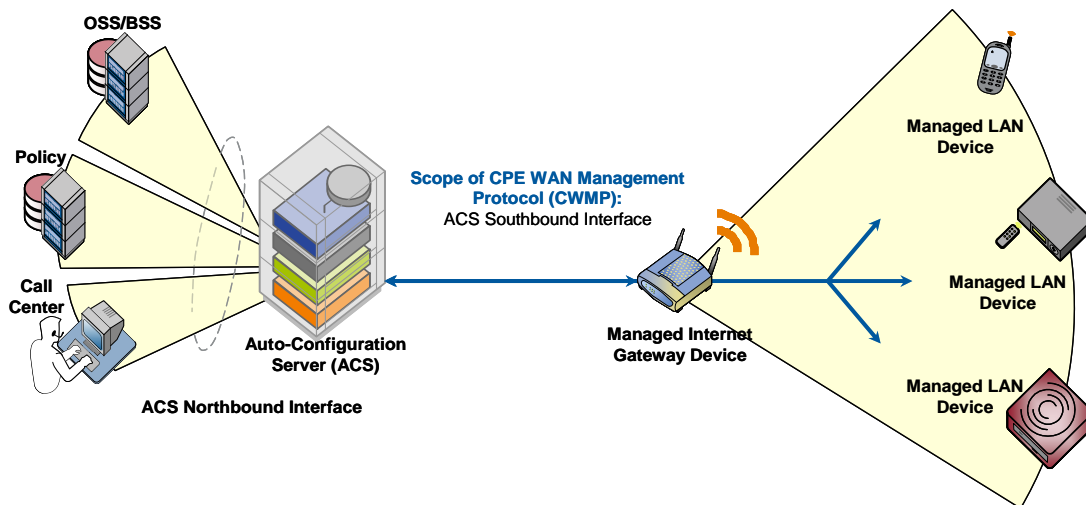 OSS/BSS
Policy
Call
Center
ACS Northbound Interface
Auto-Configuration
Server (ACS)
Scope of CPE WAN Management
Protocol (CWMP):
ACS Southbound Interface
Managed Internet
Gateway Device
Managed LAN
Device
Managed LAN
Device
Managed LAN
Device